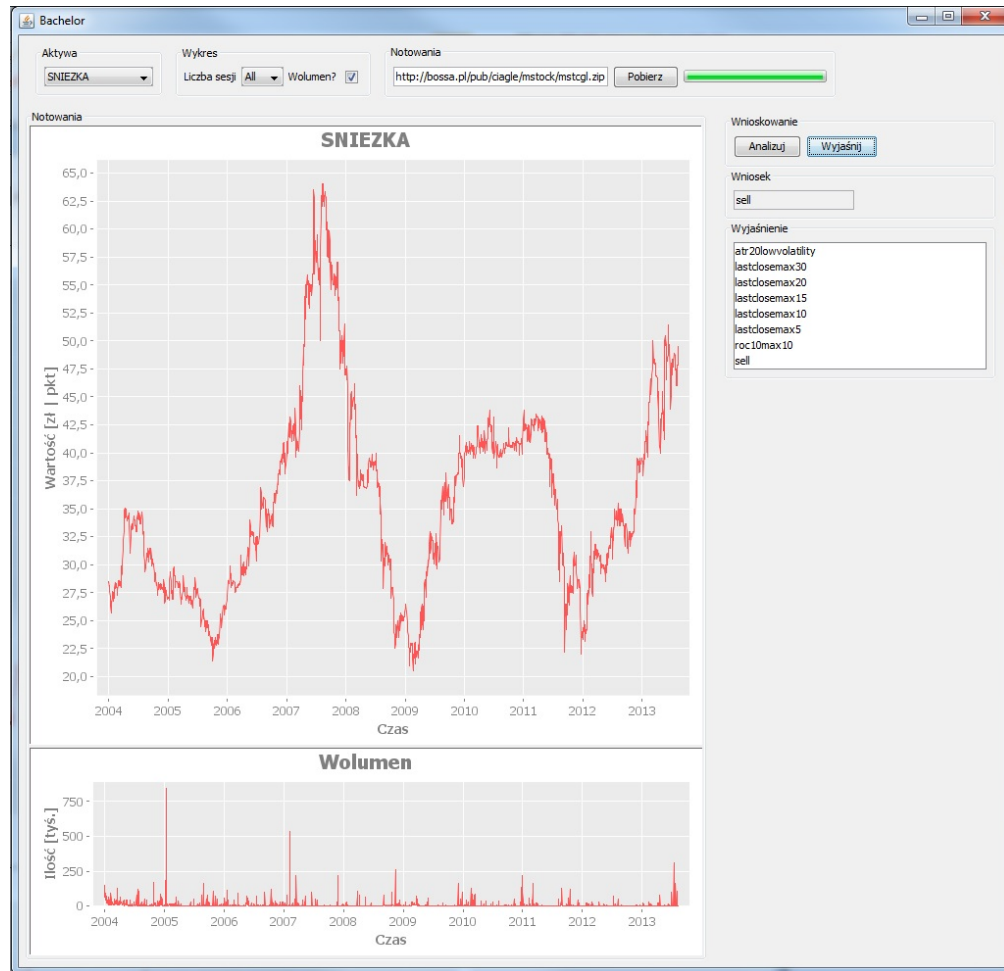 Bachelor
Aktywa
SNIEZKA
Wykres
Liczba sesji All Wolumen?
Notowania
http://bossa.pl/pub/ciagle/mstock/mstcgl.zip Pobierz
Notowania
SNIEZKA
65,0
62,5
60,0
57,5
55,0
52,5
50,0
47,5
45,0
42,5
40,0
37,5
35,0
32,5
30,0
27,5
25,0
22,5
20,0
Wartość [zł | pkt]
2004 2005 2006 2007 2008 2009 2010 2011 2012 2013
Czas
Wolumen
750
500
250
0
Ilość [tyś.]
2004 2005 2006 2007 2008 2009 2010 2011 2012 2013
Czas
Wnioskowanie
Analizuj Wyjaśnij
Wniosek
sell
Wyjaśnienie
atr20lowvolatility
lastclosemax30
lastclosemax20
lastclosemax15
lastclosemax10
lastclosemax5
roc10max10
sell